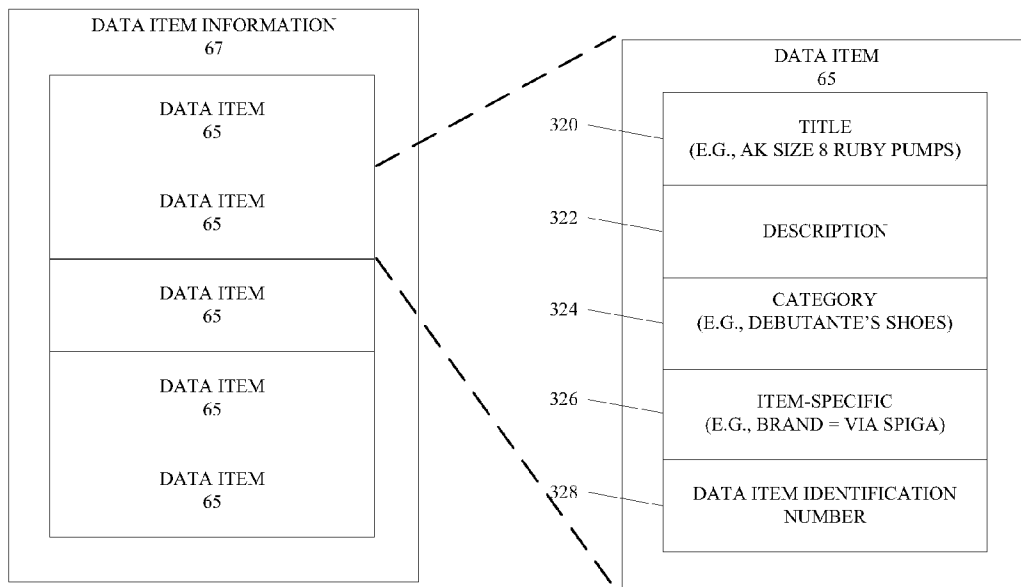 DATA ITEM INFORMATION
67
DATA ITEM
65
DATA ITEM
65
DATA ITEM
65
DATA ITEM
65
DATA ITEM
65
DATA ITEM
65
320
TITLE
(E.G., AK SIZE 8 RUBY PUMPS)
322
DESCRIPTION
324
CATEGORY
(E.G., DEBUTANTE'S SHOES)
326
ITEM-SPECIFIC
(E.G., BRAND = VIA SPIGA)
328
DATA ITEM IDENTIFICATION
NUMBER